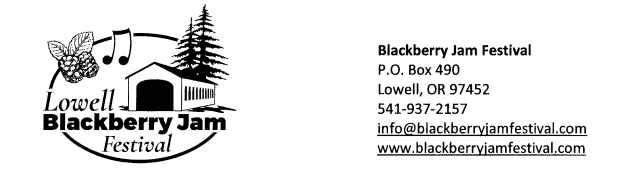 Lowell
Blackberry Jam
Festival
Blackberry Jam Festival
P.O. Box 490
Lowell, OR 97452
541-937-2157
info@blackberryjamfestival.com
www.blackberryjamfestival.com